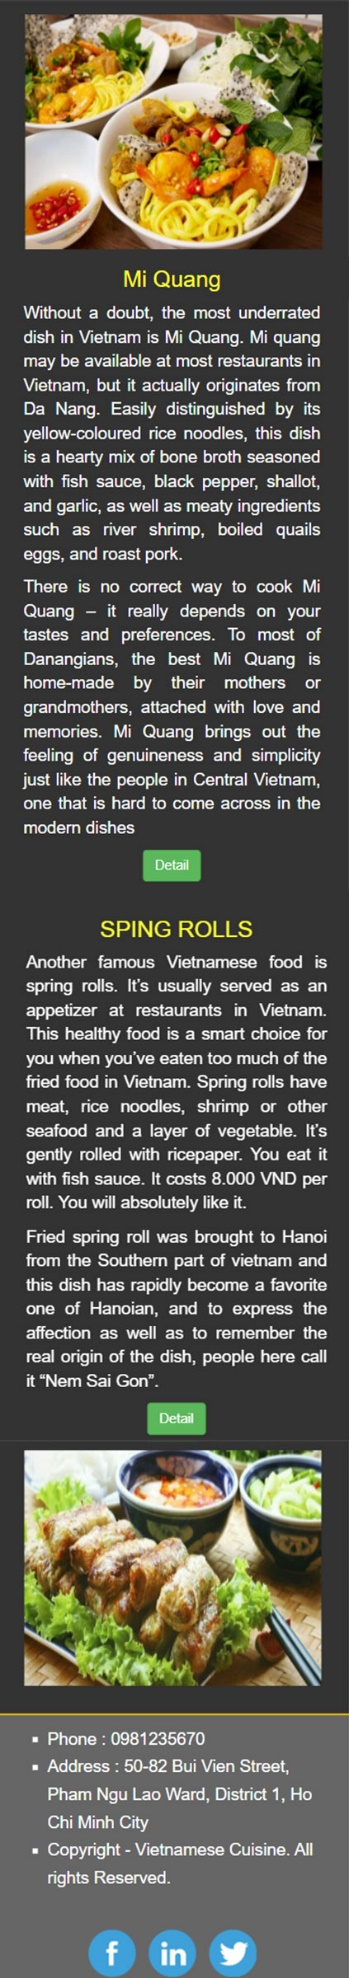 Mi Quang
Without a doubt, the most underrated
dish in Vietnam is Mi Quang. Mi quang
may be available at most restaurants in
Vietnam, but it actually originates from
Da Nang. Easily distinguished by its
yellow-coloured rice noodles, this dish
is a hearty mix of bone broth seasoned
with fish sauce, black pepper, shallot,
and garlic, as well as meaty ingredients
such as river shrimp, boiled quails
eggs, and roast pork.
There is no correct way to cook Mi
Quang – it really depends on your
tastes and preferences. To most of
Danangians, the best Mi Quang is
home-made by their mothers or
grandmothers, attached with love and
memories. Mi Quang brings out the
feeling of genuineness and simplicity
just like the people in Central Vietnam,
one that is hard to come across in the
modern dishes
Detail
SPING ROLLS
Another famous Vietnamese food is
spring rolls. It’s usually served as an
appetizer at restaurants in Vietnam.
This healthy food is a smart choice for
you when you’ve eaten too much of the
fried food in Vietnam. Spring rolls have
meat, rice noodles, shrimp or other
seafood and a layer of vegetable. It’s
gently rolled with ricepaper. You eat it
with fish sauce. It costs 8.000 VND per
roll. You will absolutely like it.
Fried spring roll was brought to Hanoi
from the Southern part of vietnam and
this dish has rapidly become a favorite
one of Hanoian, and to express the
affection as well as to remember the
real origin of the dish, people here call
it “Nem Sai Gon”.
Detail
▪ Phone : 0981235670
▪ Address : 50-82 Bui Vien Street,
Pham Ngu Lao Ward, District 1, Ho
Chi Minh City
▪ Copyright - Vietnamese Cuisine. All
rights Reserved.
f in